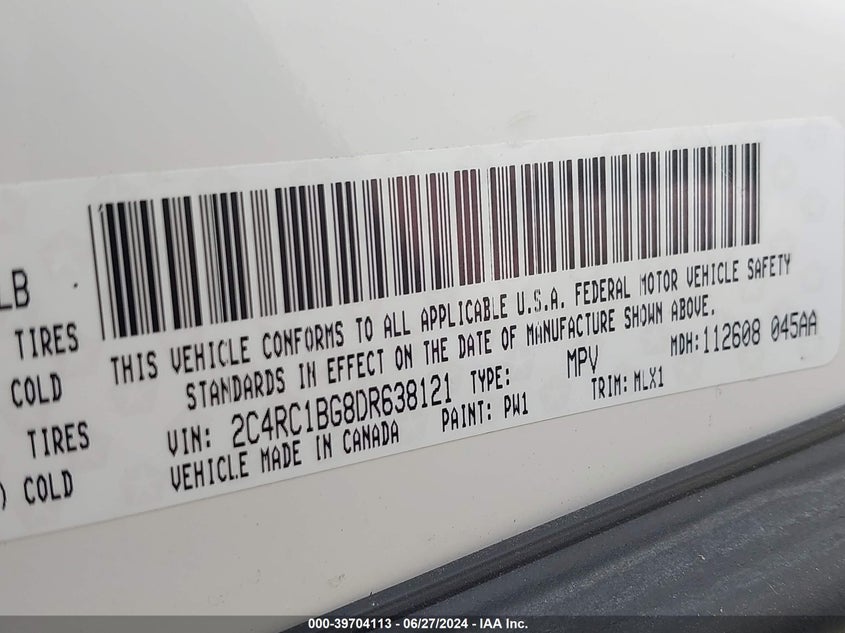 LB
TIRES
COLD
TIRES
) COLD
THIS VEHICLE CONFORMS TO ALL APPLICABLE U.S.A. FEDERAL MOTOR VEHICLE SAFETY
STANDARDS IN EFFECT ON THE DATE OF MANUFACTURE SHOWN ABOVE.
MDH:112608 045AA
VIN: 2C4RC1BG8DR638121 TYPE: MPV
VEHICLE MADE IN CANADA PAINT: PW1 TRIM: MLX1
000-39704113 - 06/27/2024 - IAA Inc.